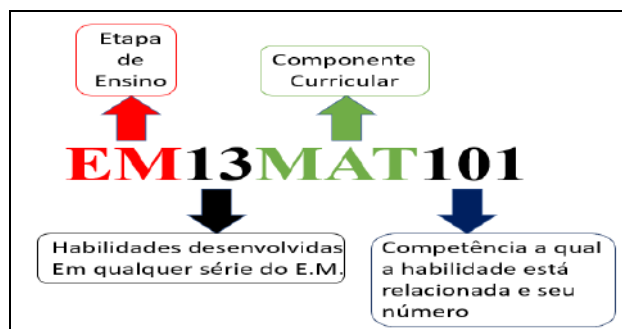 Etapa
de
Ensino
Componente
Curricular
EM13MAT101
Habilidades desenvolvidas
Em qualquer série do E.M.
Competência a qual
a habilidade está
relacionada e seu
número